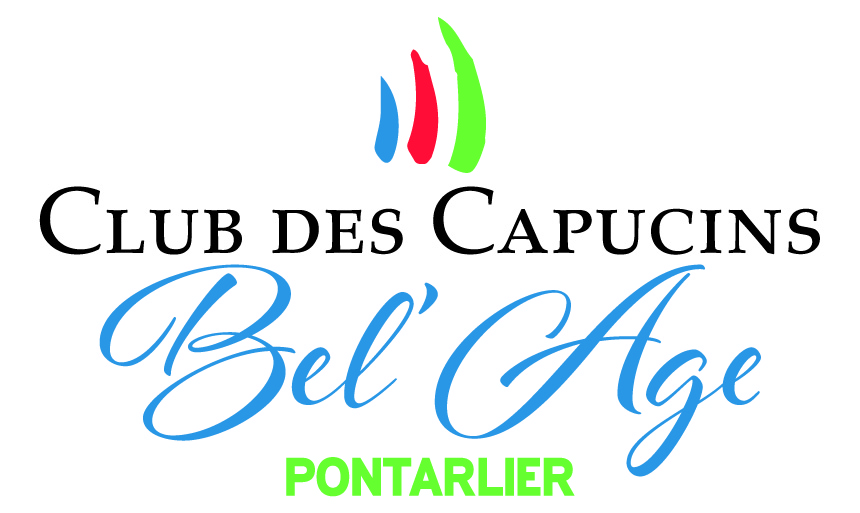 Club des Capucins
Bel' Age
PONTARLIER